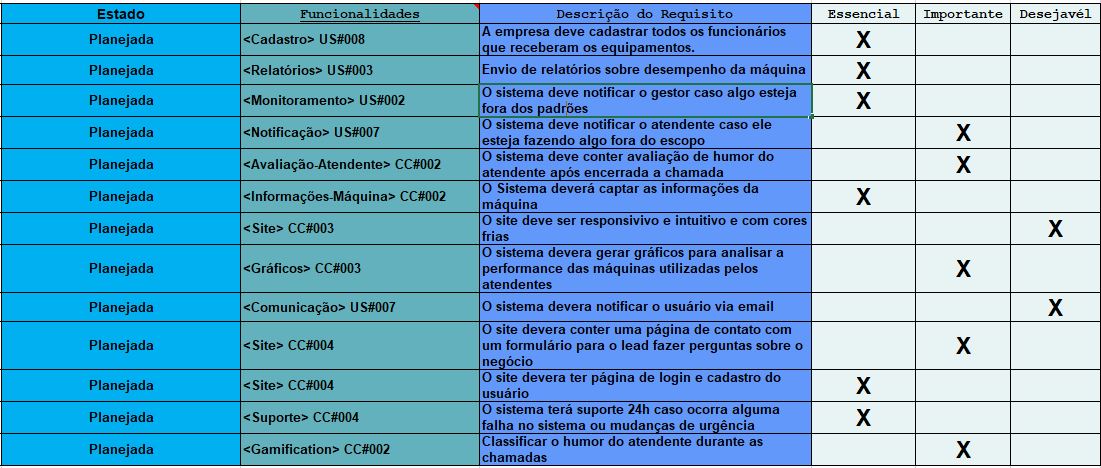 Estado Funcionalidades Descrição do Requisito Essencial Importante Desejavél
Planejada <Cadastro> US#008 A empresa deve cadastrar todos os funcionários X
que receberam os equipamentos.
Planejada <Relatórios> US#003 Envio de relatórios sobre desempenho da máquina X
Planejada <Monitoramento> US#002 O sistema deve notificar o gestor caso algo esteja X
fora dos padrões
Planejada <Notificação> US#007 O sistema deve notificar o atendente caso ele X
esteja fazendo algo fora do escopo
Planejada <Avaliação-Atendente> CC#002 O sistema deve conter avaliação de humor do X
atendente após encerrada a chamada
Planejada <Informações-Máquina> CC#002 O Sistema deverá captar as informações da X
máquina
Planejada <Site> CC#003 O site deve ser responsivivo e intuitivo e com cores X
frias
Planejada <Gráficos> CC#003 O sistema devera gerar gráficos para analisar a X
performance das máquinas utilizadas pelos
atendentes
Planejada <Comunicação> US#007 O sistema devera notificar o usuário via email X
Planejada <Site> CC#004 O site devera conter uma página de contato com X
um formulário para o lead fazer perguntas sobre o
negócio
Planejada <Site> CC#004 O site devera ter página de login e cadastro do X
usuário
Planejada <Suporte> CC#004 O sistema terá suporte 24h caso ocorra alguma X
falha no sistema ou mudanças de urgência
Planejada <Gamification> CC#002 Classificar o humor do atendente durante as X
chamadas